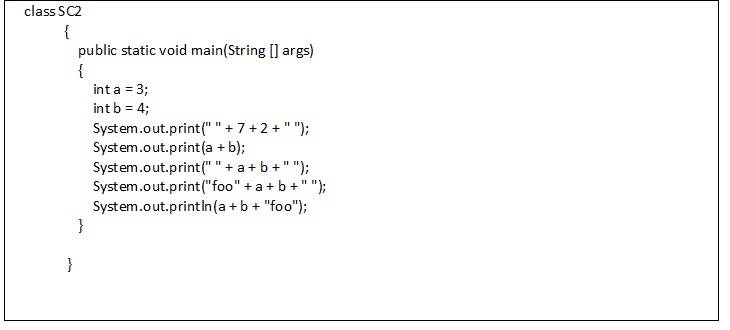 class SC2
{
public static void main(String [] args)
{
int a = 3;
int b = 4;
System.out.print(" " + 7 + 2 + " ");
System.out.print(a + b);
System.out.print(" " + a + b + " ");
System.out.print("foo" + a + b + " ");
System.out.println(a + b + "foo");
}
}